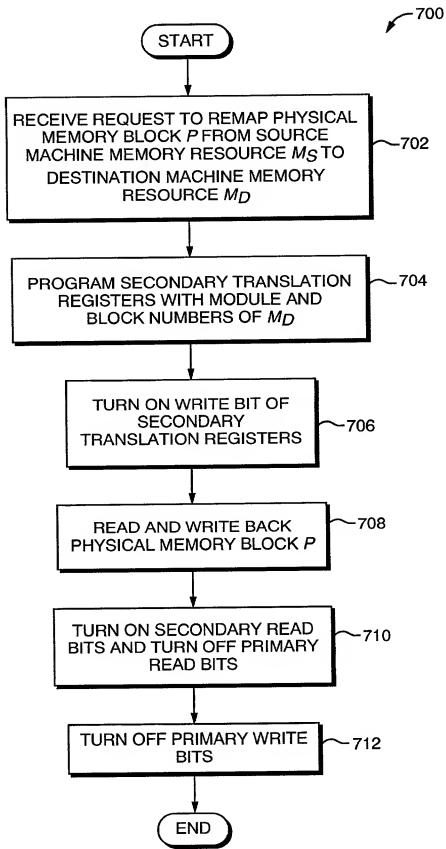 700
START
RECEIVE REQUEST TO REMAP PHYSICAL
MEMORY BLOCK P FROM SOURCE
MACHINE MEMORY RESOURCE MS TO
DESTINATION MACHINE MEMORY
RESOURCE MD
702
PROGRAM SECONDARY TRANSLATION
REGISTERS WITH MODULE AND
BLOCK NUMBERS OF MD
704
TURN ON WRITE BIT OF
SECONDARY
TRANSLATION REGISTERS
706
READ AND WRITE BACK
PHYSICAL MEMORY BLOCK P
708
TURN ON SECONDARY READ
BITS AND TURN OFF PRIMARY
READ BITS
710
TURN OFF PRIMARY WRITE
BITS
712
END